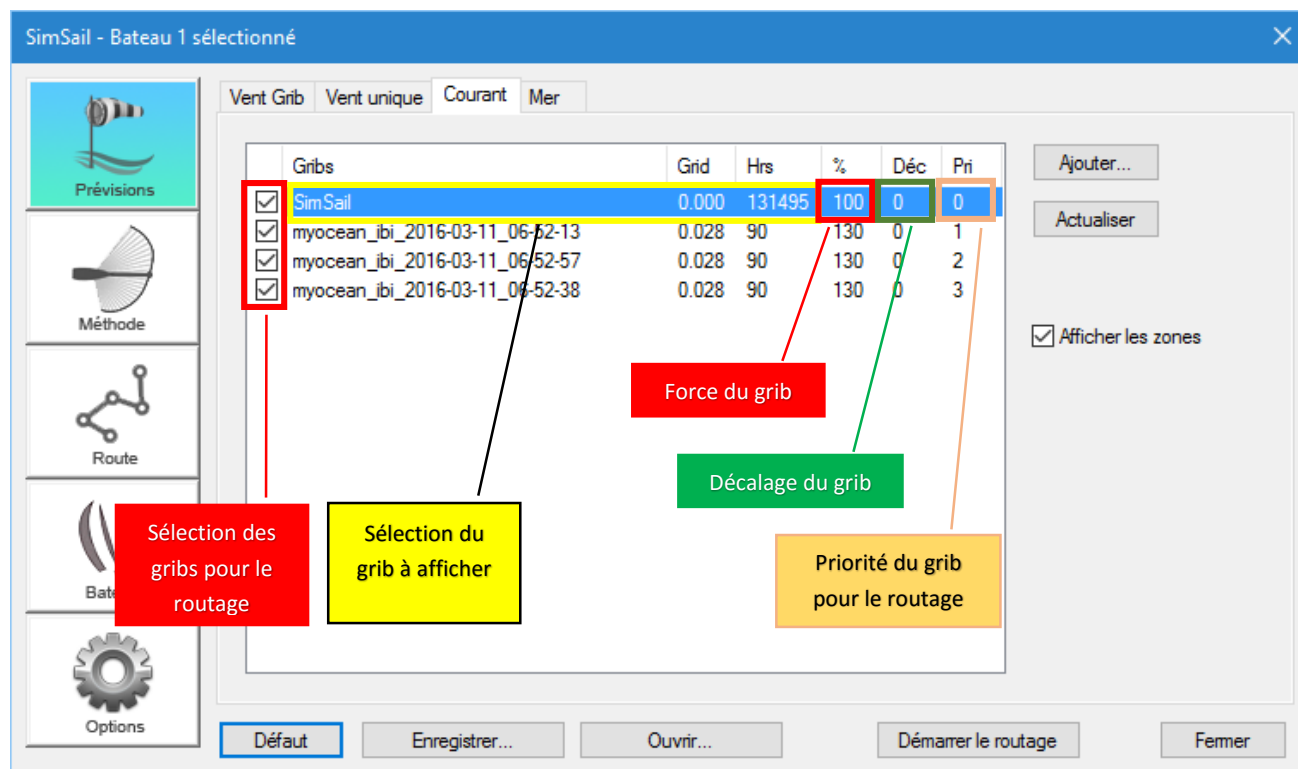 SimSail - Bateau 1 sélectionné
Vent Grib Vent unique Courant Mer
Prévisions
Méthode
Route
Options
Gribs Grid Hrs % Déc Pri
SimSail 0.000 131495 100 0 0
myocean_ibi_2016-03-11_06-52-13 0.028 90 130 0 1
myocean_ibi_2016-03-11_06-52-57 0.028 90 130 0 2
myocean_ibi_2016-03-11_06-52-38 0.028 90 130 0 3
Ajouter...
Actualiser
Afficher les zones
Force du grib
Décalage du grib
Sélection des
gribs pour le
routage
Sélection du
grib à afficher
Priorité du grib
pour le routage
Défaut Enregistrer... Ouvrir... Démarrer le routage Fermer